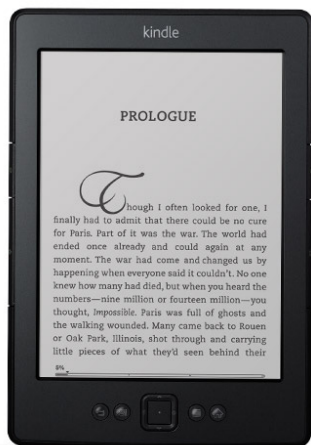 kindle
PROLOGUE
Though I often looked for one, I
finally had to admit that there could be no cure
for Paris. Part of it was the war. The world had
ended once already and could again at any
moment. The war had come and changed us by
happening when everyone said it couldn't. No one
knew how many had died, but when you heard the
numbers—nine million or fourteen million—you
thought, Impossible. Paris was full of ghosts and
the walking wounded. Many came back to Rouen
or Oak Park, Illinois, shot through and carrying
little pieces of what they'd seen behind their
8%